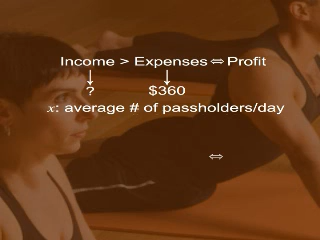 Income > Expenses ⇔ Profit
↓ ↓
? $360
x: average # of passholders/day
⇔